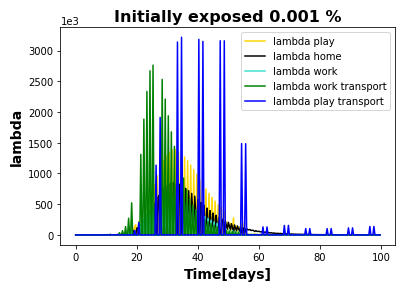 Initially exposed 0.001 %
1e3
lambda play
lambda home
lambda work
lambda work transport
lambda play transport
3000
2500
2000
1500
1000
500
0
lambda
0 20 40 60 80 100
Time[days]